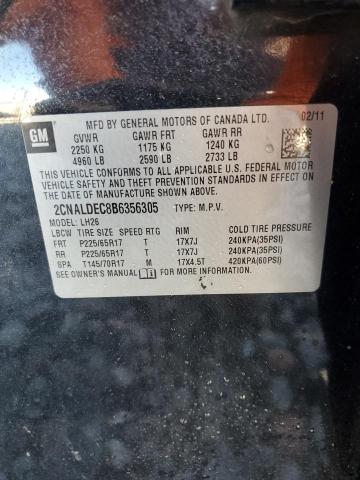 GM
MFD BY GENERAL MOTORS OF CANADA LTD. 02/11
GVWR GAWR FRT GAWR RR
2250 KG 1175 KG 1240 KG
4960 LB 2590 LB 2733 LB
THIS VEHICLE CONFORMS TO ALL APPLICABLE U.S. FEDERAL MOTOR
VEHICLE SAFETY, BUMPER, AND THEFT PREVENTION STANDARDS
IN EFFECT ON THE DATE OF MANUFACTURE SHOWN ABOVE.
2CNALDEC8B6356305 TYPE: M.P.V.
MODEL: LH26
LBCW TIRE SIZE SPEED RTG RIM COLD TIRE PRESSURE
FRT P225/65R17 T 17X7J 240KPA(35PSI)
RR P225/65R17 T 17X7J 240KPA(35PSI)
SPA T145/70R17 M 17X4.5T 420KPA(60PSI)
SEE OWNER'S MANUAL FOR ADDITIONAL INFORMATION.